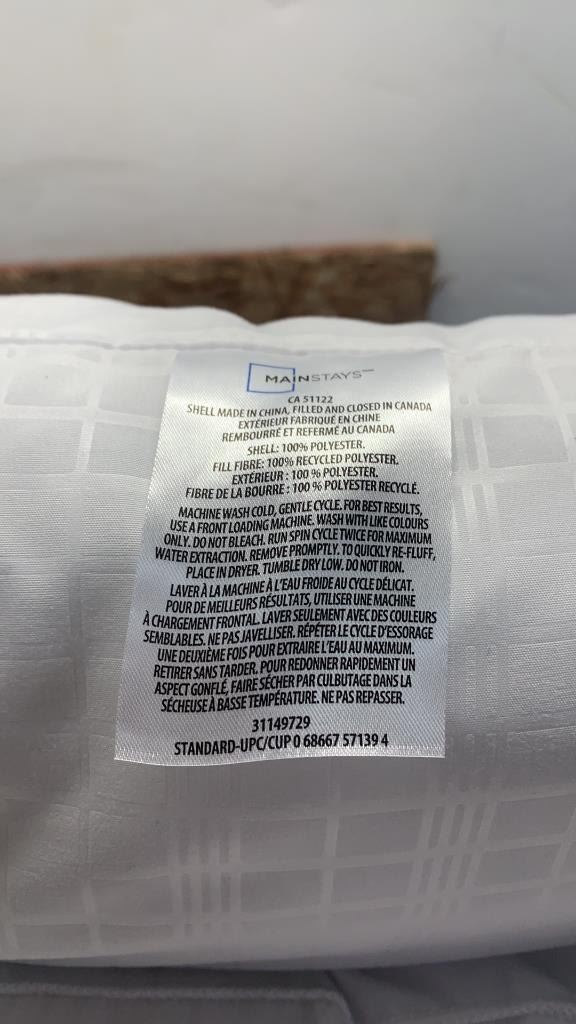 MAINSTAYS™
CA 51122
SHELL MADE IN CHINA, FILLED AND CLOSED IN CANADA
EXTÉRIEUR FABRIQUÉ EN CHINE
REMBOURRÉ ET REFERMÉ AU CANADA
SHELL: 100% POLYESTER.
FILL FIBRE: 100% RECYCLED POLYESTER.
EXTÉRIEUR : 100 % POLYESTER.
FIBRE DE LA BOURRE : 100 % POLYESTER RECYCLÉ.
MACHINE WASH COLD, GENTLE CYCLE. FOR BEST RESULTS,
USE A FRONT LOADING MACHINE. WASH WITH LIKE COLOURS
ONLY. DO NOT BLEACH. RUN SPIN CYCLE TWICE FOR MAXIMUM
WATER EXTRACTION. REMOVE PROMPTLY. TO QUICKLY RE-FLUFF,
PLACE IN DRYER. TUMBLE DRY LOW. DO NOT IRON.
LAVER À LA MACHINE À L'EAU FROIDE AU CYCLE DÉLICAT.
POUR DE MEILLEURS RÉSULTATS, UTILISER UNE MACHINE
À CHARGEMENT FRONTAL. LAVER SEULEMENT AVEC DES COULEURS
SEMBLABLES. NE PAS JAVELLISER. RÉPÉTER LE CYCLE D'ESSORAGE
UNE DEUXIÈME FOIS POUR EXTRAIRE L'EAU AU MAXIMUM.
RETIRER SANS TARDER. POUR REDONNER RAPIDEMENT UN
ASPECT GONFLÉ, FAIRE SÉCHER PAR CULBUTAGE DANS LA
SÉCHEUSE À BASSE TEMPÉRATURE. NE PAS REPASSER.
31149729
STANDARD-UPC/CUP 0 68667 57139 4